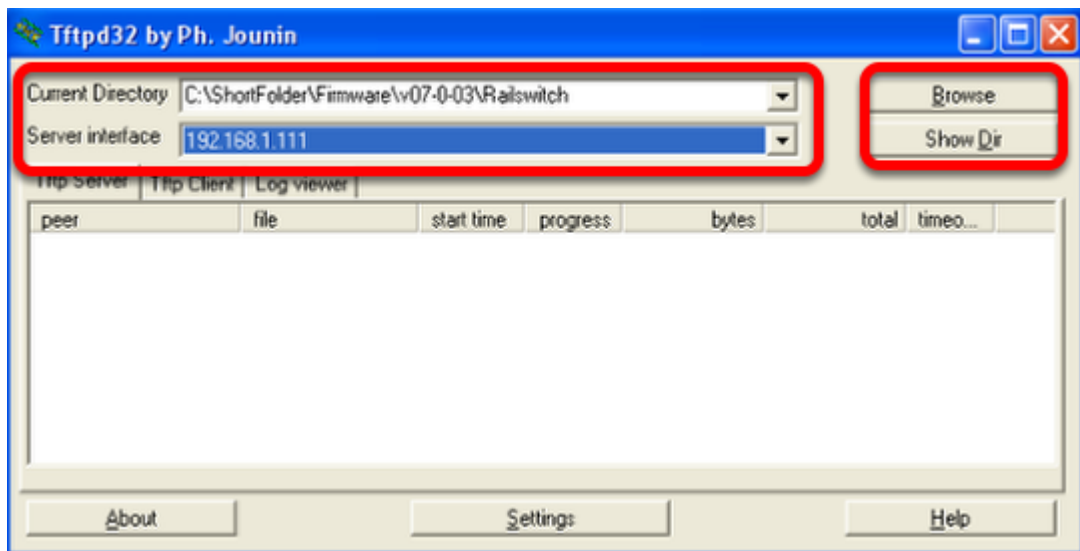 Tftpd32 by Ph. Jounin
Current Directory C:\ShortFolder\Firmware\v07-0-03\Railswitch Browse
Server interface 192.168.1.111 Show Dir
Tftp Server Tftp Client Log viewer
peer file start time progress bytes total timeo...
About Settings Help